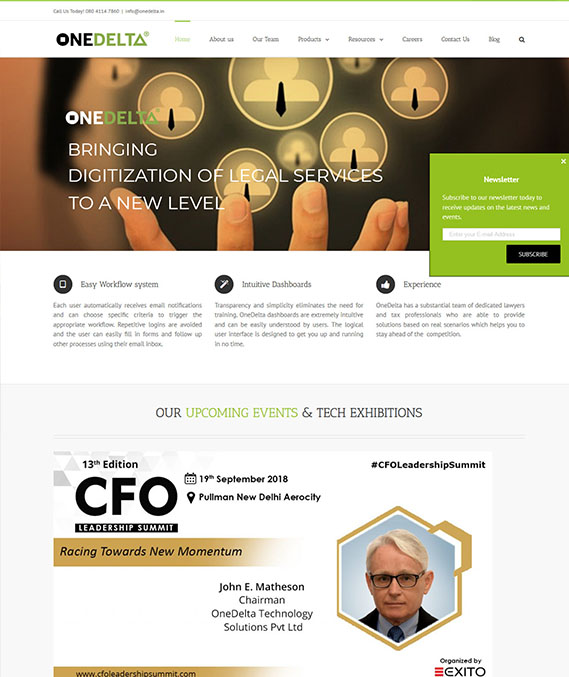 Call Us Today! 080 4114 7860 | info@onedelta.in
ONEDELTA®
Home About us Our Team Products Resources Careers Contact Us Blog
ONEDELTA
BRINGING
DIGITIZATION OF LEGAL SERVICES
TO A NEW LEVEL
Newsletter
Subscribe to our newsletter today to
receive updates on the latest news and
events.
Enter your E-mail Address
SUBSCRIBE
Easy Workflow system
Each user automatically receives email notifications
and can choose specific criteria to trigger the
appropriate workflow. Repetitive logins are avoided
and the user can easily fill in forms and follow up
other processes using their email inbox.
Intuitive Dashboards
Transparency and simplicity eliminates the need for
training, OneDelta dashboards are extremely intuitive
and can be easily understood by users. The logical
user interface is designed to get you up and running
in no time.
Experience
OneDelta has a substantial team of dedicated lawyers
and tax professionals who are able to provide
solutions based on real scenarios which helps you to
stay ahead of the competition.
OUR UPCOMING EVENTS & TECH EXHIBITIONS
13th Edition
CFO
LEADERSHIP SUMMIT
19th September 2018
Pullman New Delhi Aerocity
#CFOLeadershipSummit
Racing Towards New Momentum
John E. Matheson
Chairman
OneDelta Technology
Solutions Pvt Ltd
Organized by
EXITO
www.cfoleadershipsummit.com